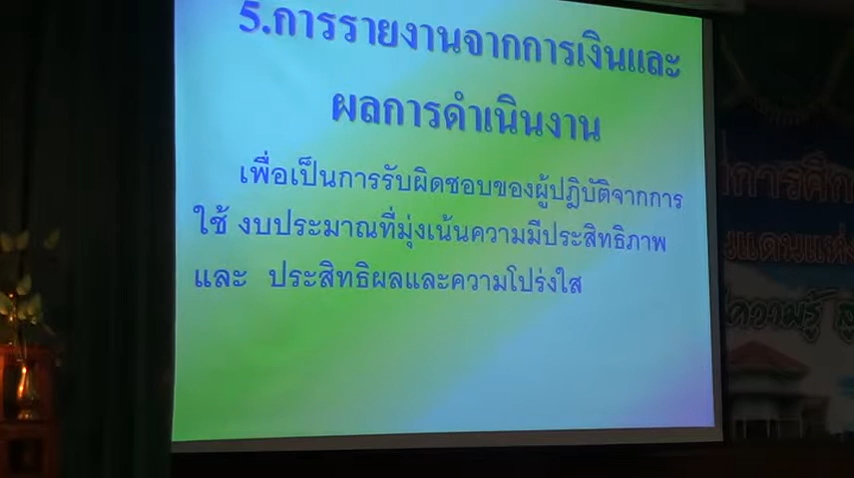 5.การรายงานจากการเงินและ
ผลการดำเนินงาน
เพื่อเป็นการรับผิดชอบของผู้ปฎิบัติจากการ
ใช้ งบประมาณที่มุ่งเน้นความมีประสิทธิภาพ
และ ประสิทธิผลและความโปร่งใส